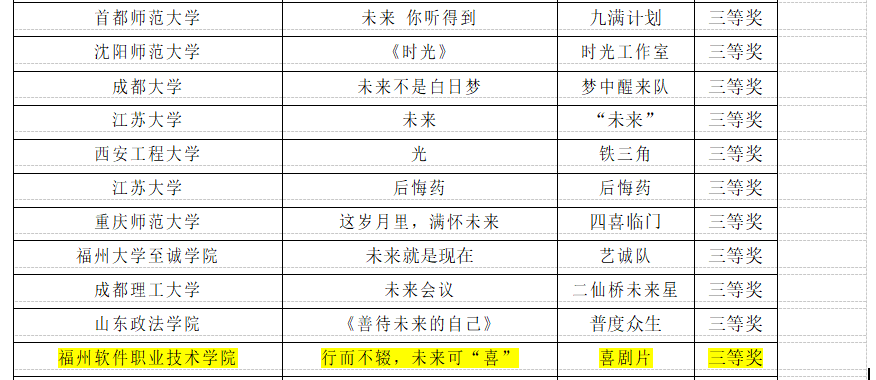 首都师范大学 未来 你听得到 九满计划 三等奖
沈阳师范大学 《时光》 时光工作室 三等奖
成都大学 未来不是白日梦 梦中醒来队 三等奖
江苏大学 未来 “未来” 三等奖
西安工程大学 光 铁三角 三等奖
江苏大学 后悔药 后悔药 三等奖
重庆师范大学 这岁月里，满怀未来 四喜临门 三等奖
福州大学至诚学院 未来就是现在 艺诚队 三等奖
成都理工大学 未来会议 二仙桥未来星 三等奖
山东政法学院 《善待未来的自己》 普度众生 三等奖
福州软件职业技术学院 行而不辍，未来可“喜” 喜剧片 三等奖